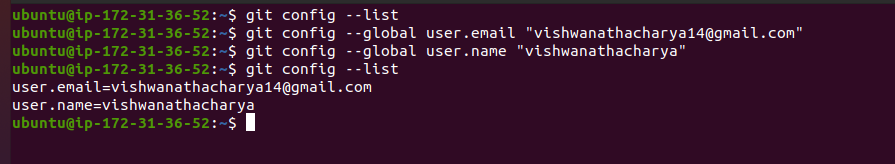 ubuntu@ip-172-31-36-52:~$ git config --list
ubuntu@ip-172-31-36-52:~$ git config --global user.email "vishwanathacharya14@gmail.com"
ubuntu@ip-172-31-36-52:~$ git config --global user.name "vishwanathacharya"
ubuntu@ip-172-31-36-52:~$ git config --list
user.email=vishwanathacharya14@gmail.com
user.name=vishwanathacharya
ubuntu@ip-172-31-36-52:~$